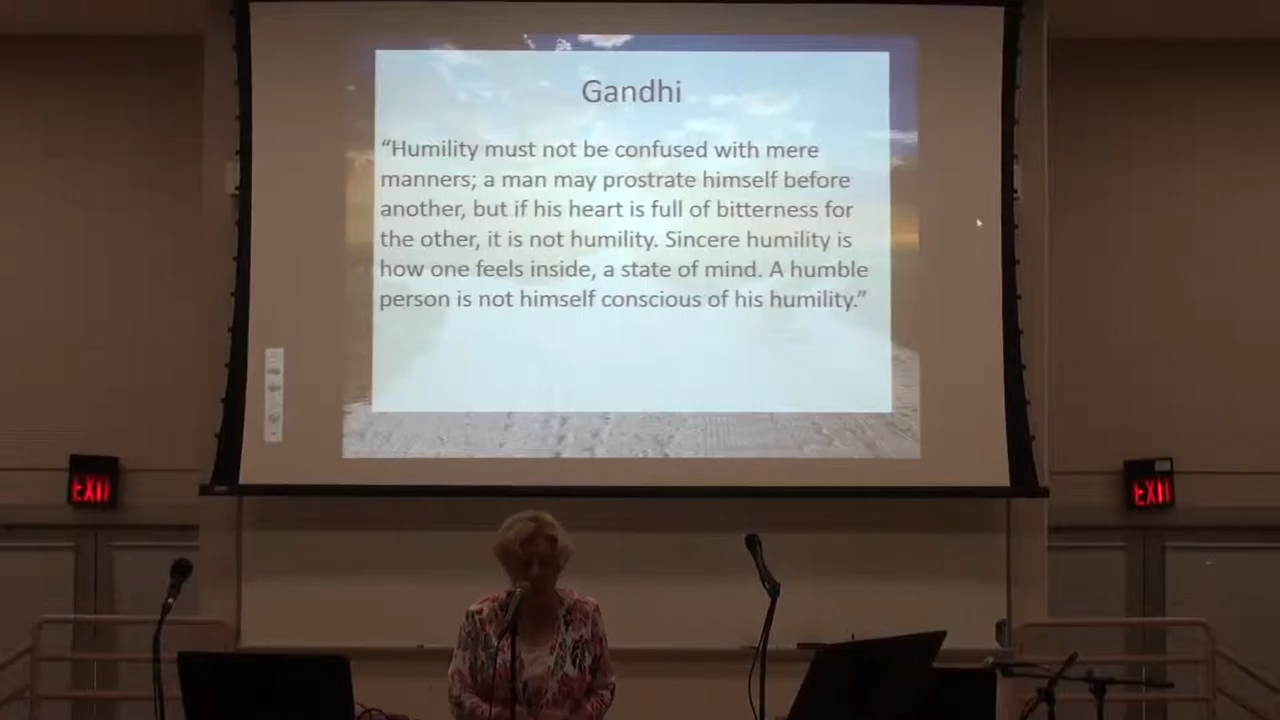 Gandhi
“Humility must not be confused with mere
manners; a man may prostrate himself before
another, but if his heart is full of bitterness for
the other, it is not humility. Sincere humility is
how one feels inside, a state of mind. A humble
person is not himself conscious of his humility.”
EXIT
EXIT